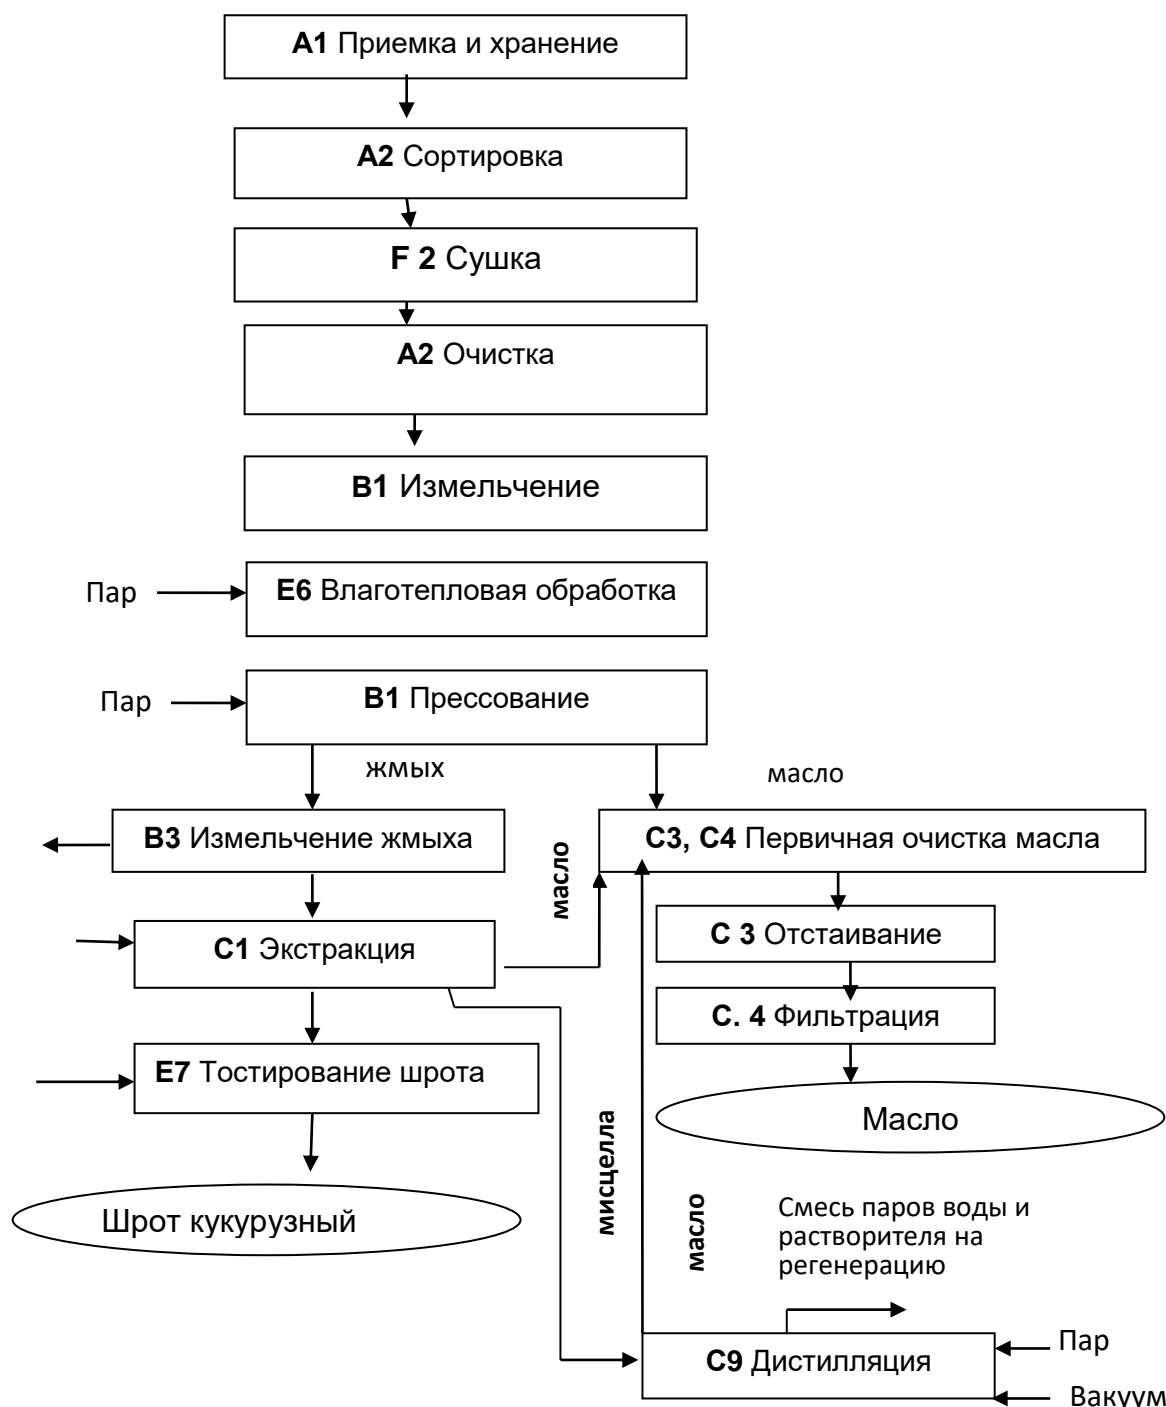 A1 Приемка и хранение
A2 Сортировка
F 2 Сушка
A2 Очистка
B1 Измельчение
Пар
E6 Влаготепловая обработка
Пар
B1 Прессование
жмых
масло
B3 Измельчение жмыха
масло
C3, C4 Первичная очистка масла
C 3 Отстаивание
C1 Экстракция
C. 4 Фильтрация
E7 Тостирование шрота
Масло
мисцелла
масло
Шрот кукурузный
Смесь паров воды и
растворителя на
регенерацию
C9 Дистилляция
Пар
Вакуум